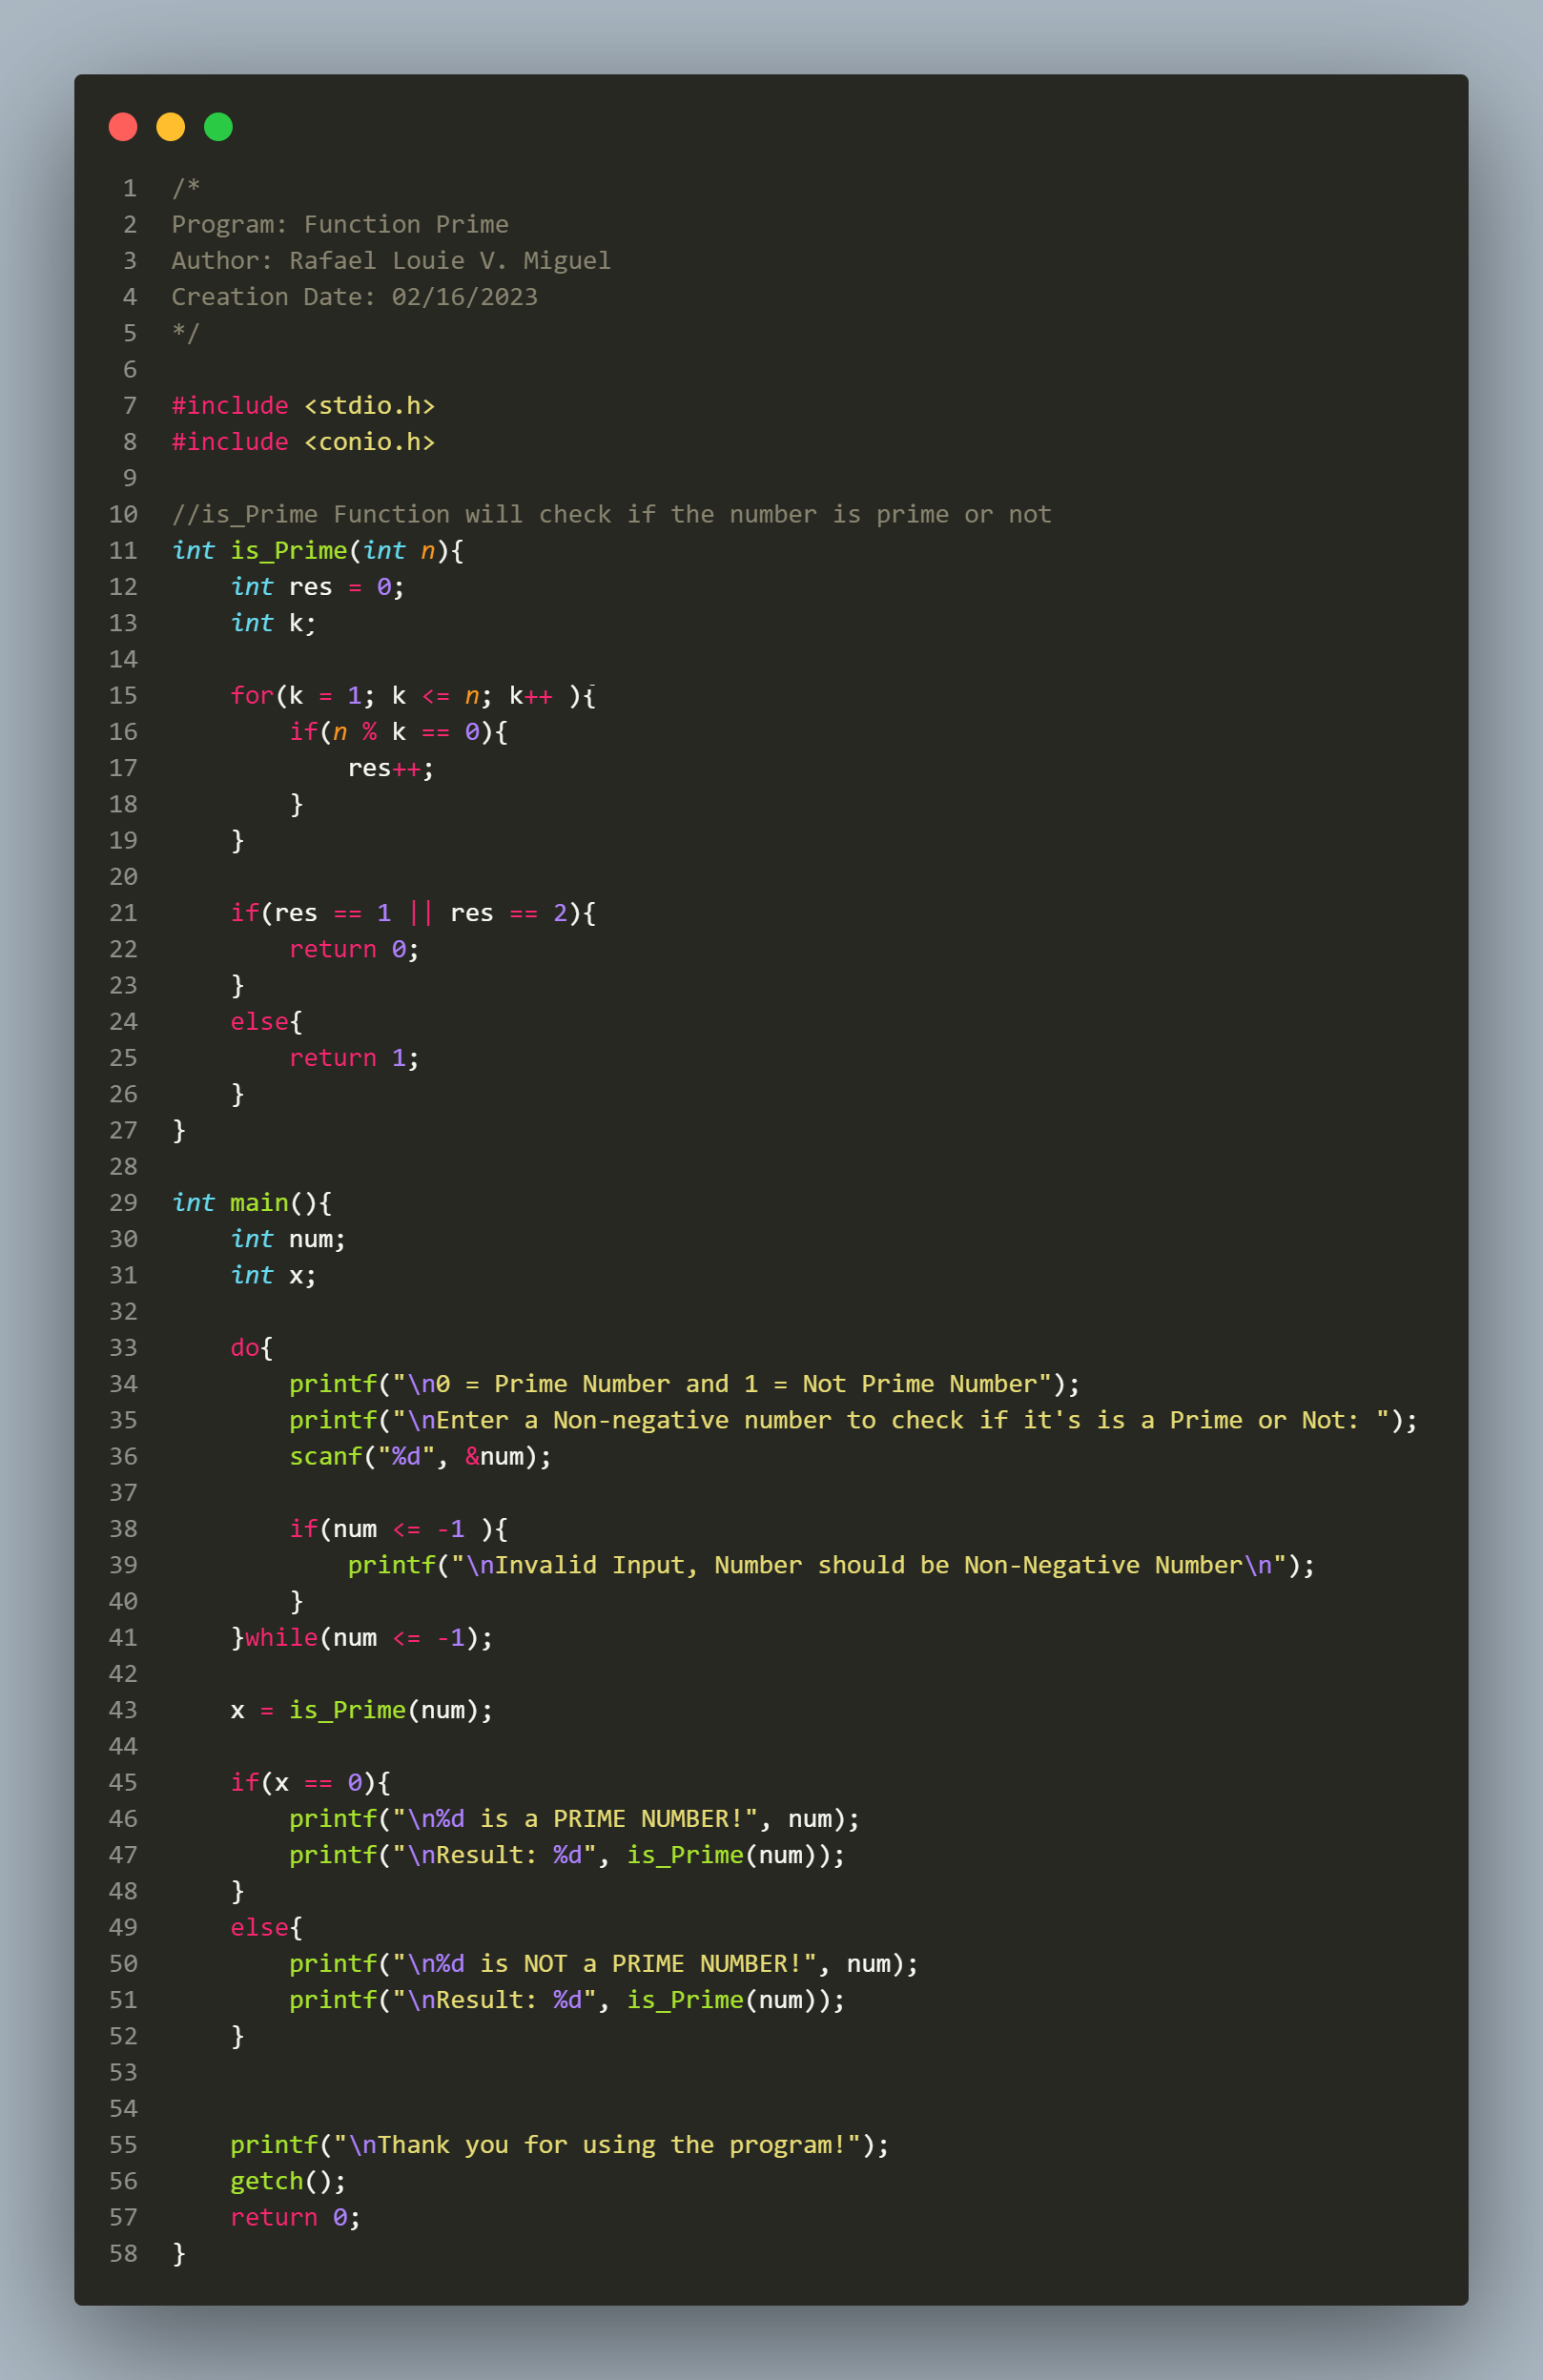 1 /*
2 Program: Function Prime
3 Author: Rafael Louie V. Miguel
4 Creation Date: 02/16/2023
5 */
6
7 #include <stdio.h>
8 #include <conio.h>
9
10 //is_Prime Function will check if the number is prime or not
11 int is_Prime(int n){
12     int res = 0;
13     int k;
14
15     for(k = 1; k <= n; k++ ){
16         if(n % k == 0){
17             res++;
18         }
19     }
20
21     if(res == 1 || res == 2){
22         return 0;
23     }
24     else{
25         return 1;
26     }
27 }
28
29 int main(){
30     int num;
31     int x;
32
33     do{
34         printf("\n0 = Prime Number and 1 = Not Prime Number");
35         printf("\nEnter a Non-negative number to check if it's is a Prime or Not: ");
36         scanf("%d", &num);
37
38         if(num <= -1 ){
39             printf("\nInvalid Input, Number should be Non-Negative Number\n");
40         }
41     }while(num <= -1);
42
43     x = is_Prime(num);
44
45     if(x == 0){
46         printf("\n%d is a PRIME NUMBER!", num);
47         printf("\nResult: %d", is_Prime(num));
48     }
49     else{
50         printf("\n%d is NOT a PRIME NUMBER!", num);
51         printf("\nResult: %d", is_Prime(num));
52     }
53
54
55     printf("\nThank you for using the program!");
56     getch();
57     return 0;
58 }